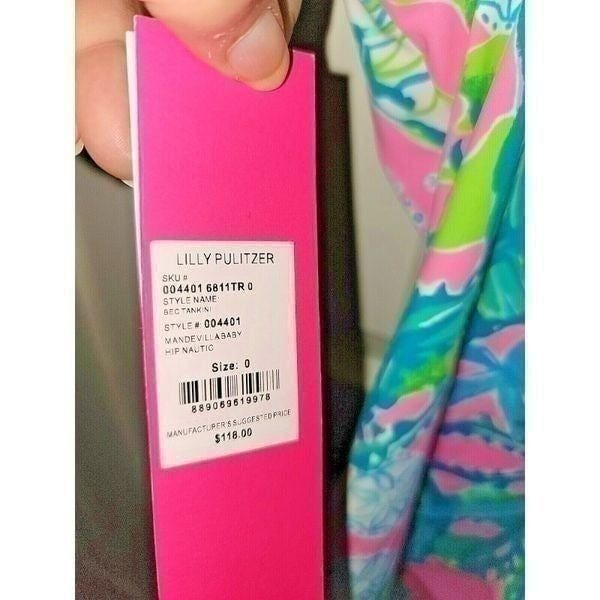 LILLY PULITZER
SKU #
004401 6811TR 0
STYLE NAME:
BEC TANKINI
STYLE # 004401
MANDEVILLA BABY
HIP NAUTIC
Size: 0
889069619978
MANUFACTURER'S SUGGESTED PRICE
$118.00